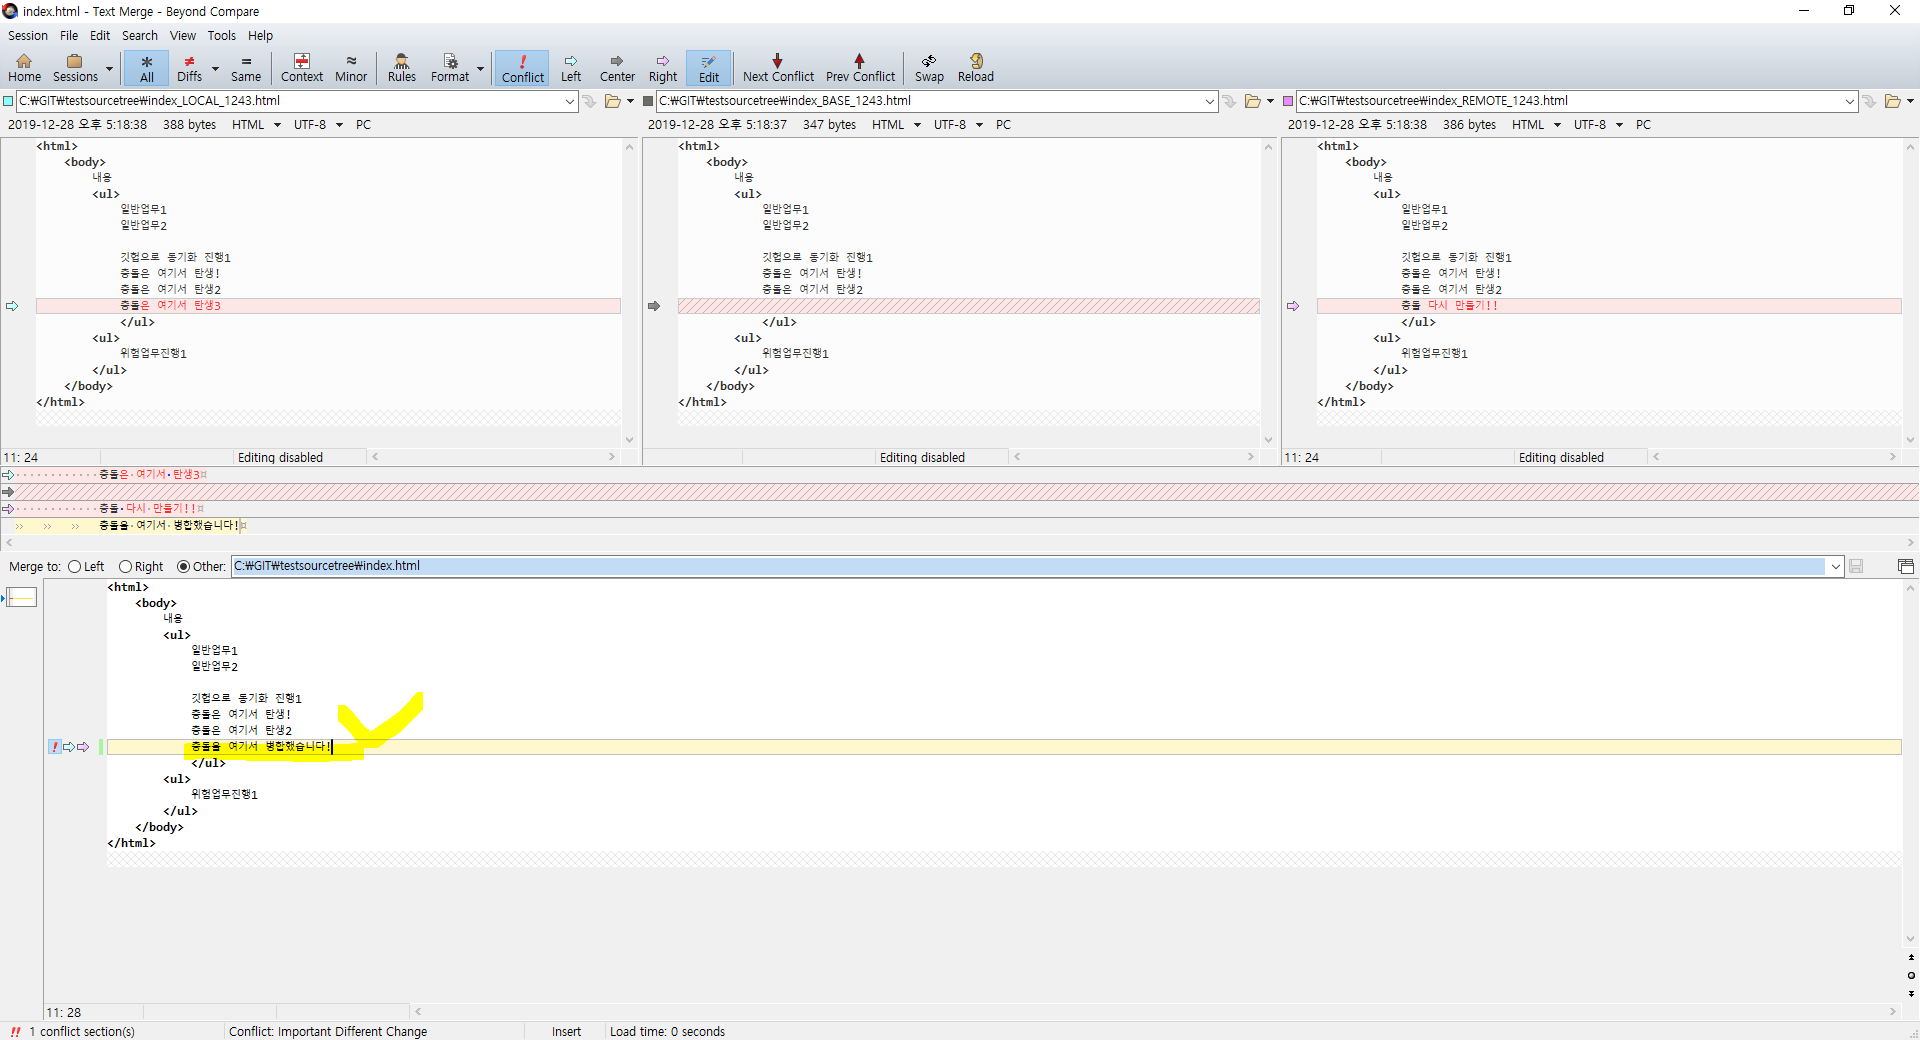 index.html - Text Merge - Beyond Compare
Session File Edit Search View Tools Help
Home Sessions All Diffs Same Context Minor Rules Format Conflict Left Center Right Edit Next Conflict Prev Conflict Swap Reload
C:₩GIT₩testsourcetree₩index_LOCAL_1243.html
2019-12-28 오후 5:18:38 388 bytes HTML UTF-8 PC
<html>
<body>
내용
<ul>
일반업무1
일반업무2
깃헙으로 동기화 진행1
충돌은 여기서 탄생!
충돌은 여기서 탄생2
충돌은 여기서 탄생3
</ul>
<ul>
위험업무진행1
</ul>
</body>
</html>
11: 24 Editing disabled
C:₩GIT₩testsourcetree₩index_BASE_1243.html
2019-12-28 오후 5:18:37 347 bytes HTML UTF-8 PC
<html>
<body>
내용
<ul>
일반업무1
일반업무2
깃헙으로 동기화 진행1
충돌은 여기서 탄생!
충돌은 여기서 탄생2
</ul>
<ul>
위험업무진행1
</ul>
</body>
</html>
Editing disabled
C:₩GIT₩testsourcetree₩index_REMOTE_1243.html
2019-12-28 오후 5:18:38 386 bytes HTML UTF-8 PC
<html>
<body>
내용
<ul>
일반업무1
일반업무2
깃헙으로 동기화 진행1
충돌은 여기서 탄생!
충돌은 여기서 탄생2
충돌 다시 만들기!!
</ul>
<ul>
위험업무진행1
</ul>
</body>
</html>
11: 24 Editing disabled
충돌은·여기서·탄생3¤
충돌·다시·만들기!!¤
충돌을·여기서·병합했습니다!¤
Merge to: Left Right Other: C:₩GIT₩testsourcetree₩index.html
<html>
<body>
내용
<ul>
일반업무1
일반업무2
깃헙으로 동기화 진행1
충돌은 여기서 탄생!
충돌은 여기서 탄생2
충돌을 여기서 병합했습니다!
</ul>
<ul>
위험업무진행1
</ul>
</body>
</html>
11: 28
1 conflict section(s) Conflict: Important Different Change Insert Load time: 0 seconds